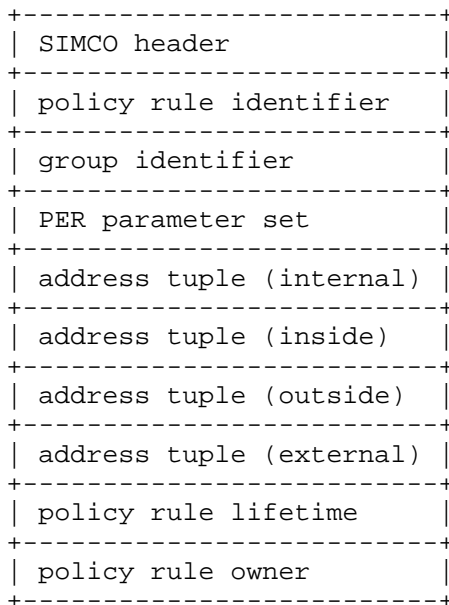 +--------------------------+
| SIMCO header             |
+--------------------------+
| policy rule identifier   |
+--------------------------+
| group identifier         |
+--------------------------+
| PER parameter set        |
+--------------------------+
| address tuple (internal) |
+--------------------------+
| address tuple (inside)   |
+--------------------------+
| address tuple (outside)  |
+--------------------------+
| address tuple (external) |
+--------------------------+
| policy rule lifetime     |
+--------------------------+
| policy rule owner        |
+--------------------------+